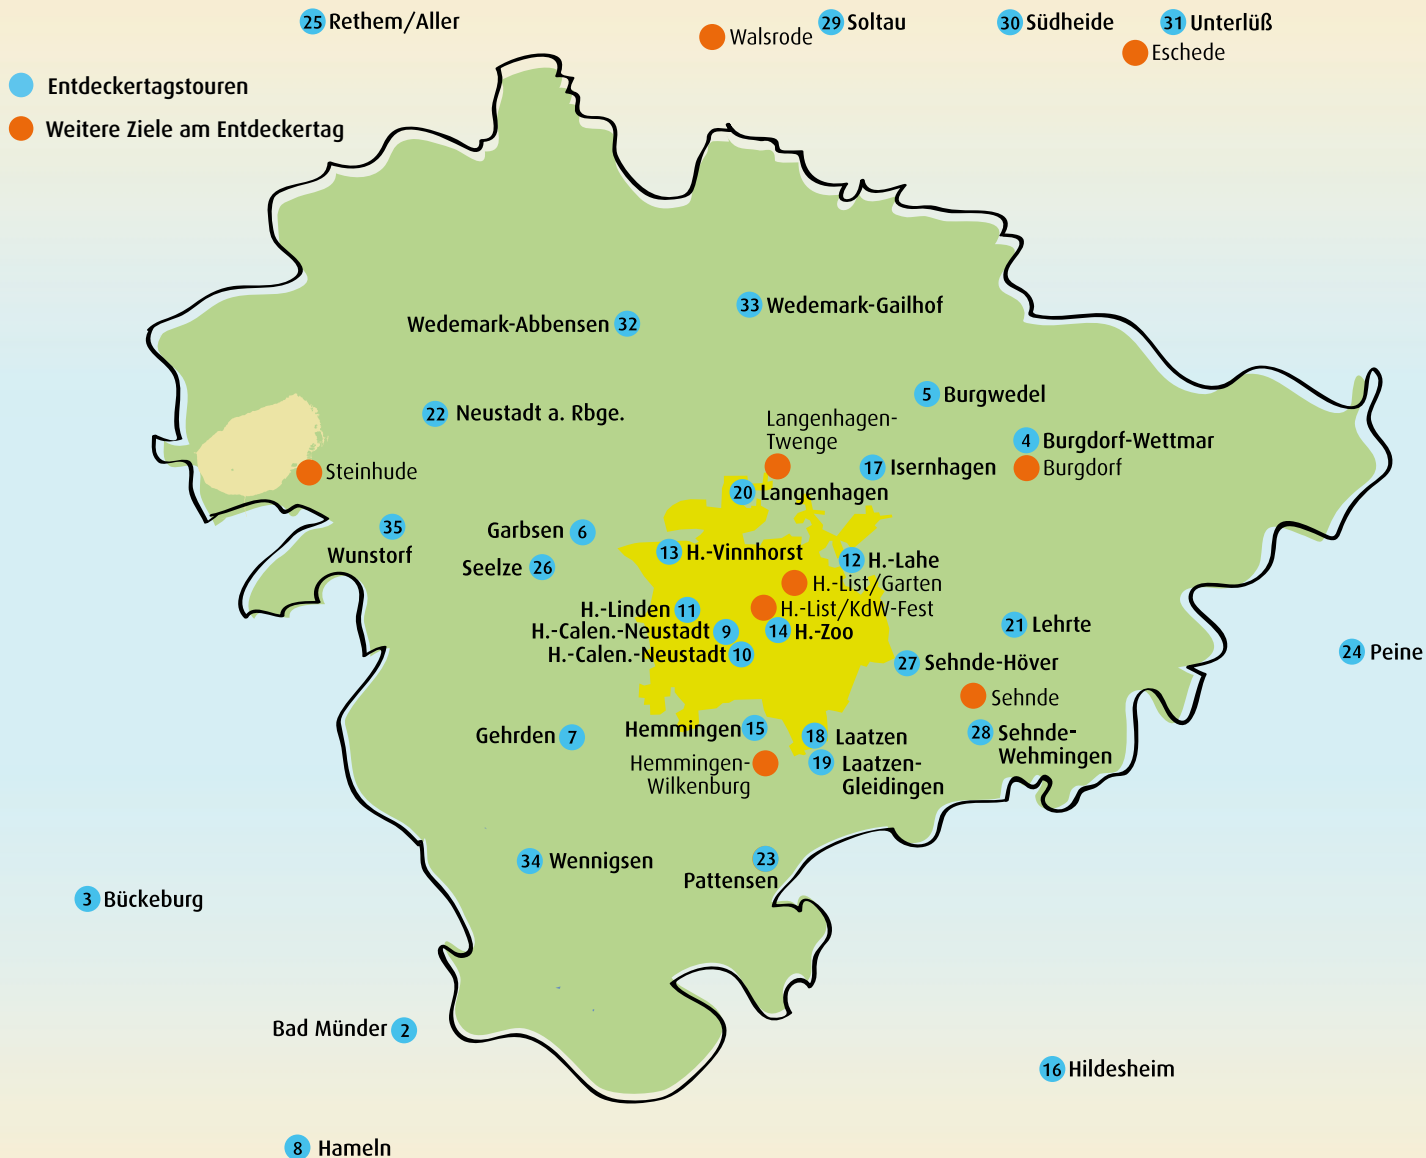 25 Rethem/Aller
29 Soltau
30 Südheide
31 Unterlüß
Walsrode
Eschede
Entdeckertagstouren
Weitere Ziele am Entdeckertag
33 Wedemark-Gailhof
Wedemark-Abbensen 32
5 Burgwedel
22 Neustadt a. Rbge.
Langenhagen-
Twenge
4 Burgdorf-Wettmar
Steinhude
17 Isernhagen
Burgdorf
20 Langenhagen
35
Wunstorf
Garbsen 6
13 H.-Vinnhorst
12 H.-Lahe
Seelze 26
H.-List/Garten
H.-Linden 11
H.-List/KdW-Fest
H.-Calen.-Neustadt 9
14 H.-Zoo
21 Lehrte
H.-Calen.-Neustadt 10
27 Sehnde-Höver
24 Peine
Sehnde
Gehrden 7
Hemmingen 15
18 Laatzen
28 Sehnde-
Wehmingen
Hemmingen-
Wilkenburg
19 Laatzen-
Gleidingen
34 Wennigsen
23
Pattensen
3 Bückeburg
Bad Münder 2
16 Hildesheim
8 Hameln